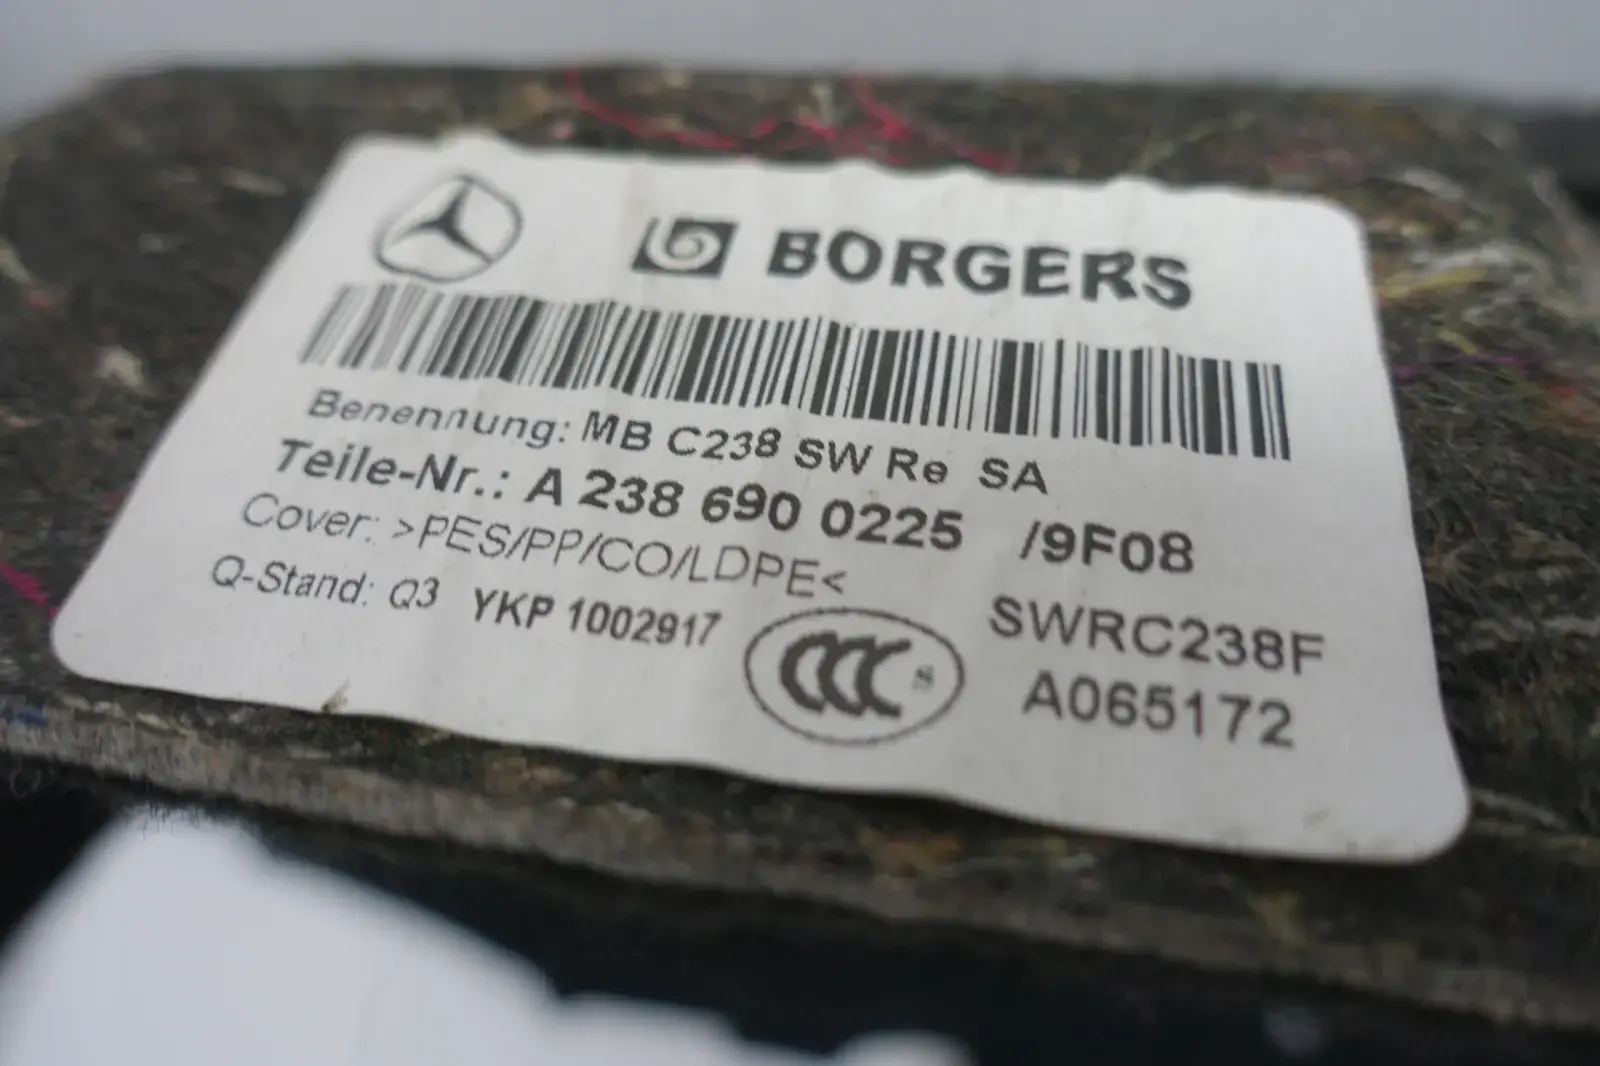 BORGERS
Benennung: MB C238 SW Re SA
Teile-Nr.: A 238 690 0225 /9F08
Cover: >PES/PP/CO/LDPE<
Q-Stand: Q3 YKP 1002917
CCC S
SWRC238F
A065172